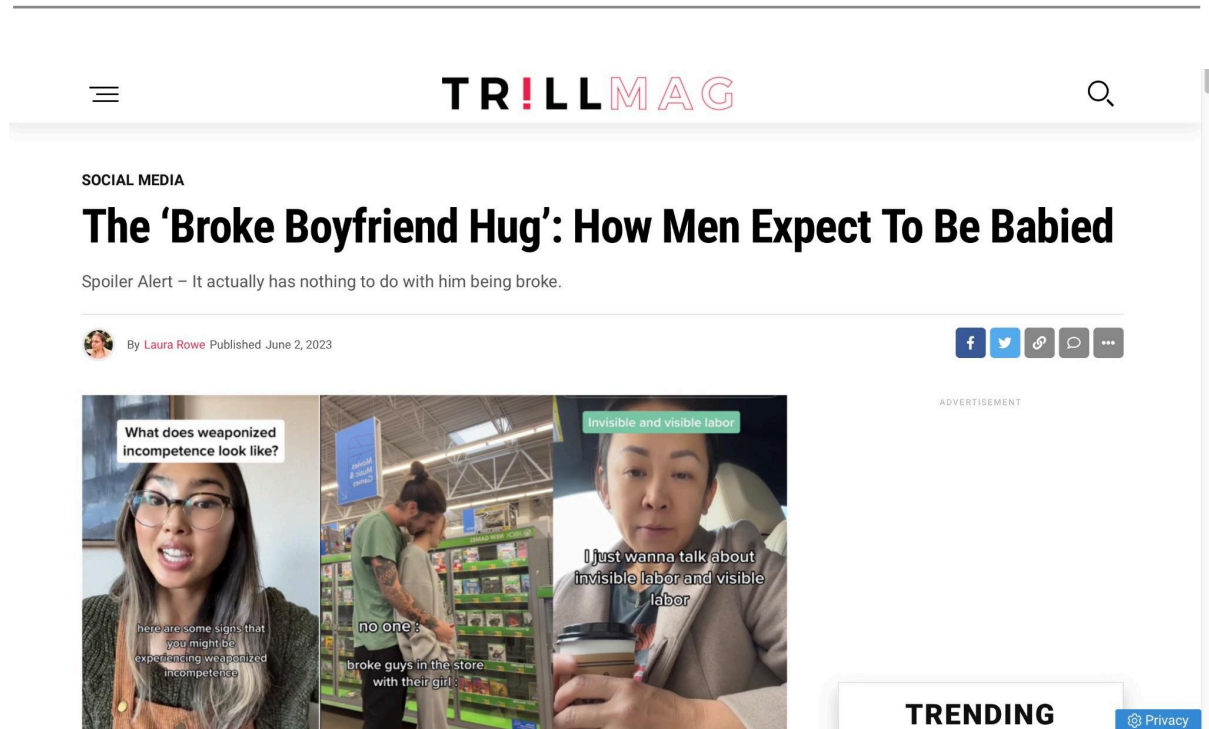 TR!LLMAG
SOCIAL MEDIA
The ‘Broke Boyfriend Hug’: How Men Expect To Be Babied
Spoiler Alert – It actually has nothing to do with him being broke.
By Laura Rowe Published June 2, 2023
ADVERTISEMENT
What does weaponized
incompetence look like?
here are some signs that
you might be
experiencing weaponized
incompetence
Movies
Music &
Games
no one :
broke guys in the store
with their girl :
Invisible and visible labor
I just wanna talk about
invisible labor and visible
labor
TRENDING
Privacy